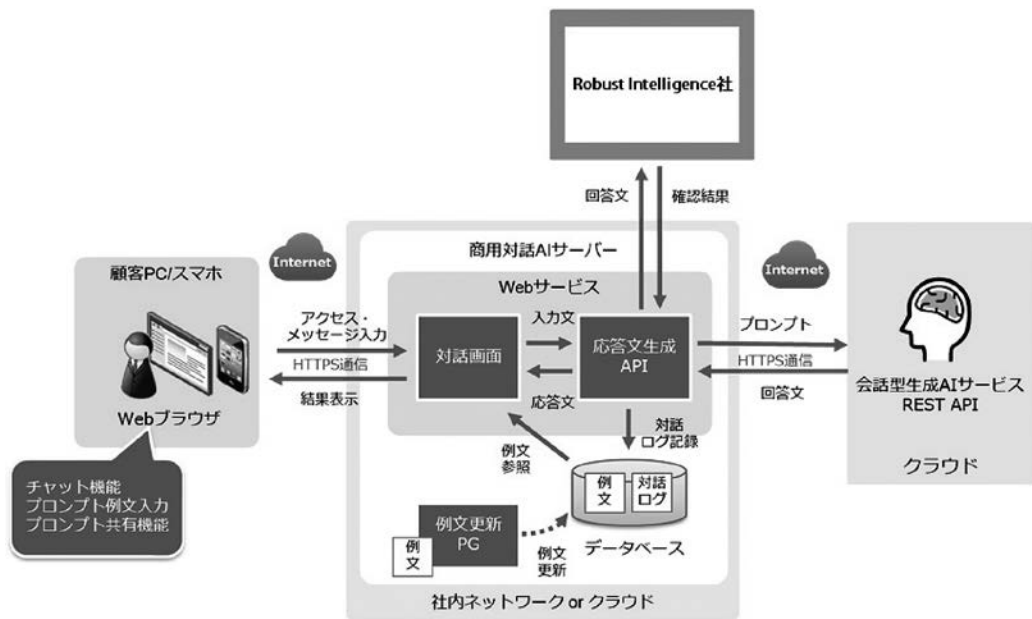 Robust Intelligence社
回答文
確認結果
Internet
顧客PC/スマホ
Webブラウザ
チャット機能
プロンプト例文入力
プロンプト共有機能
アクセス・
メッセージ入力
HTTPS通信
結果表示
商用対話AIサーバー
Webサービス
対話画面
入力文
応答文
応答文生成
API
例文
参照
対話
ログ記録
例
文
対話
ログ
データベース
例文更新
PG
例
文
例文
更新
社内ネットワーク or クラウド
Internet
プロンプト
HTTPS通信
回答文
会話型生成AIサービス
REST API
クラウド